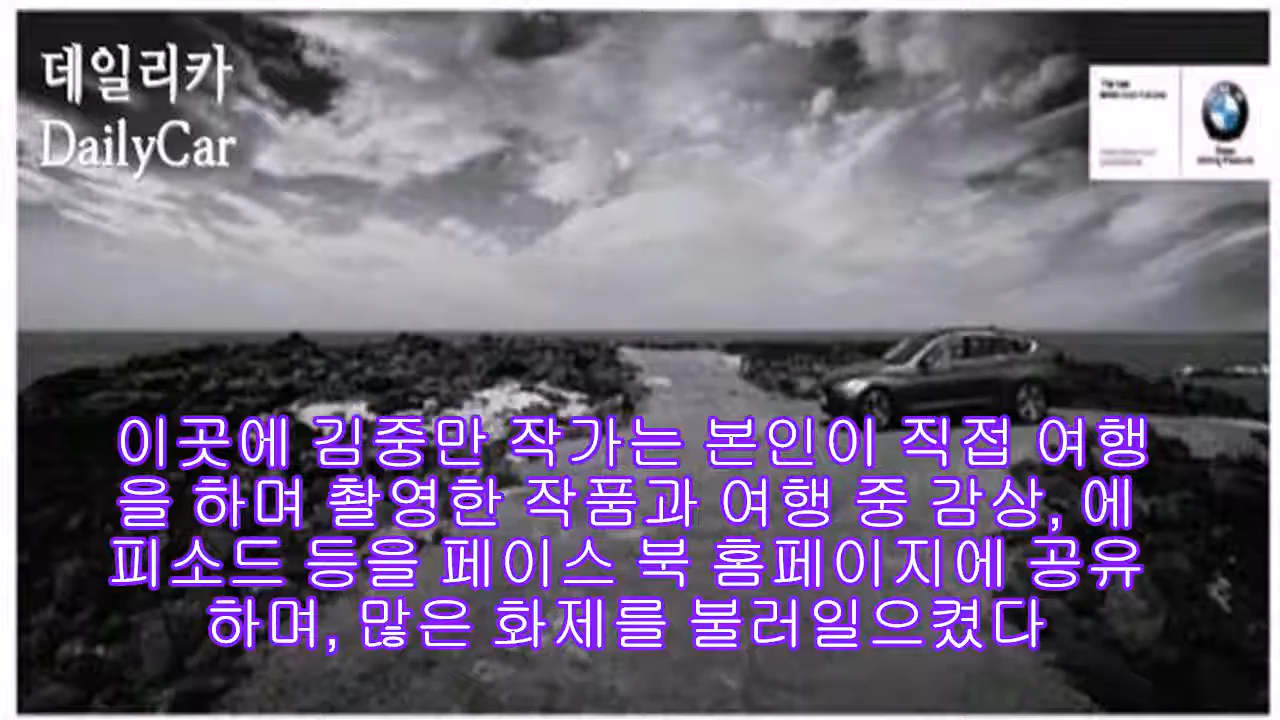 데일리카
DailyCar
이곳에 김중만 작가는 본인이 직접 여행
을 하며 촬영한 작품과 여행 중 감상, 에
피소드 등을 페이스 북 홈페이지에 공유
하며, 많은 화제를 불러일으켰다